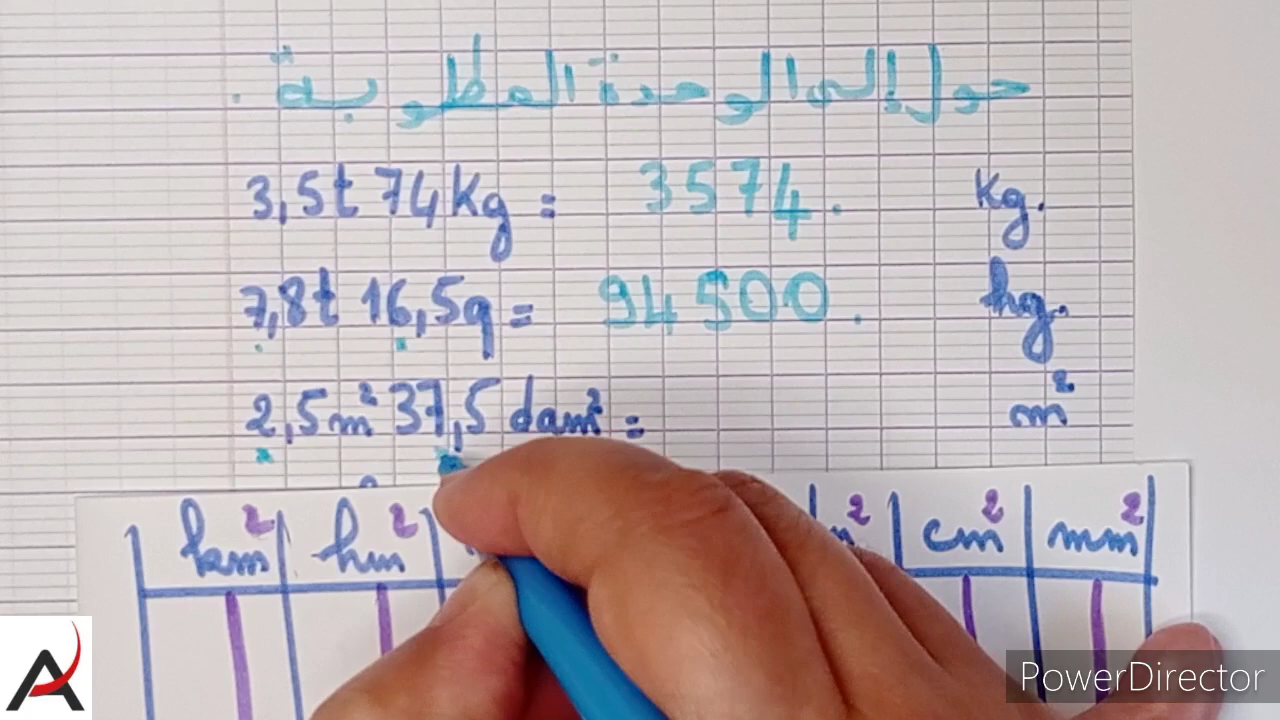 حول إلى الوحدة المطلوبة .
3,5t 74kg = 3574. kg.
7,8t 16,5q = 94500. hg.
2,5m² 37,5 dam² = m²
km² hm² cm² mm²
PowerDirector